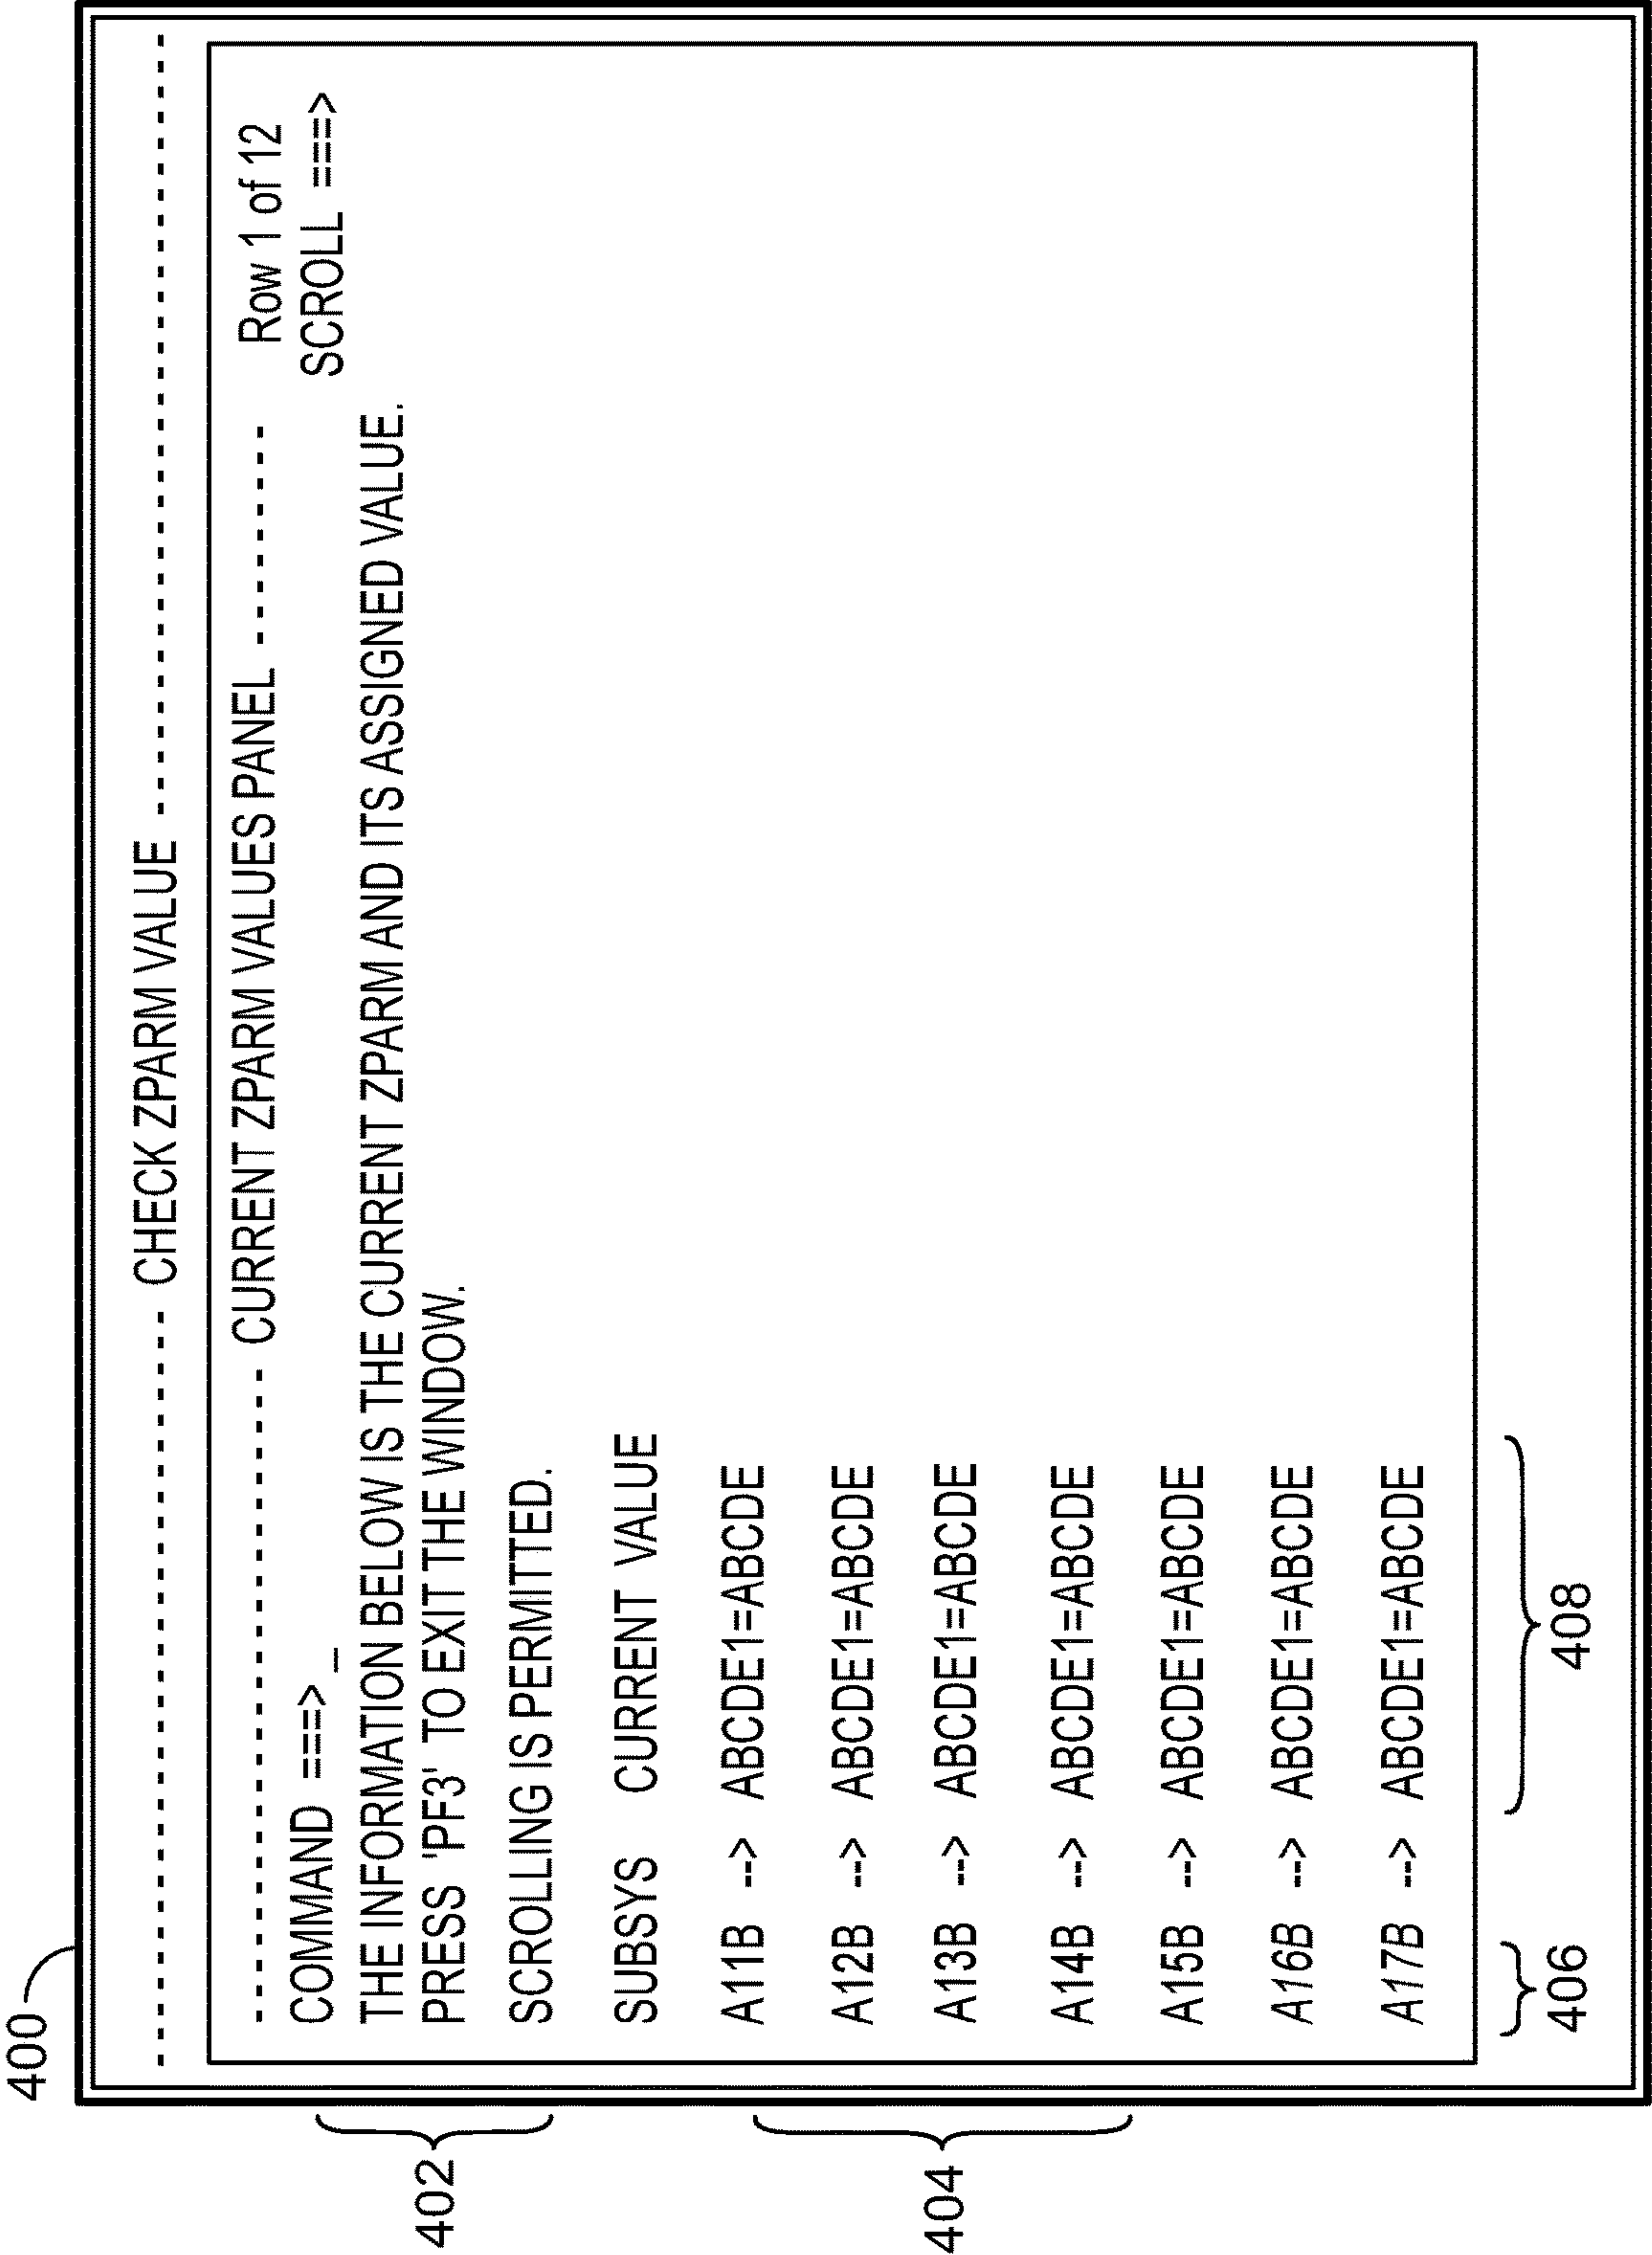 400
- - - - - - - - - - - - - - - - - - - - - - - - - - - - - - CHECK ZPARM VALUE - - - - - - - - - - - - - - - - - - - - - - - - - - - - - -
- - - - - - - - - - - - - - - - - - - - CURRENT ZPARM VALUES PANEL - - - - - - - - - Row 1 of 12
COMMAND ===>_ SCROLL ===>
THE INFORMATION BELOW IS THE CURRENT ZPARM AND ITS ASSIGNED VALUE.
PRESS 'PF3' TO EXIT THE WINDOW.
SCROLLING IS PERMITTED.
402
SUBSYS CURRENT VALUE
A11B --> ABCDE1=ABCDE
A12B --> ABCDE1=ABCDE
A13B --> ABCDE1=ABCDE
A14B --> ABCDE1=ABCDE
404
A15B --> ABCDE1=ABCDE
A16B --> ABCDE1=ABCDE
A17B --> ABCDE1=ABCDE
406 408